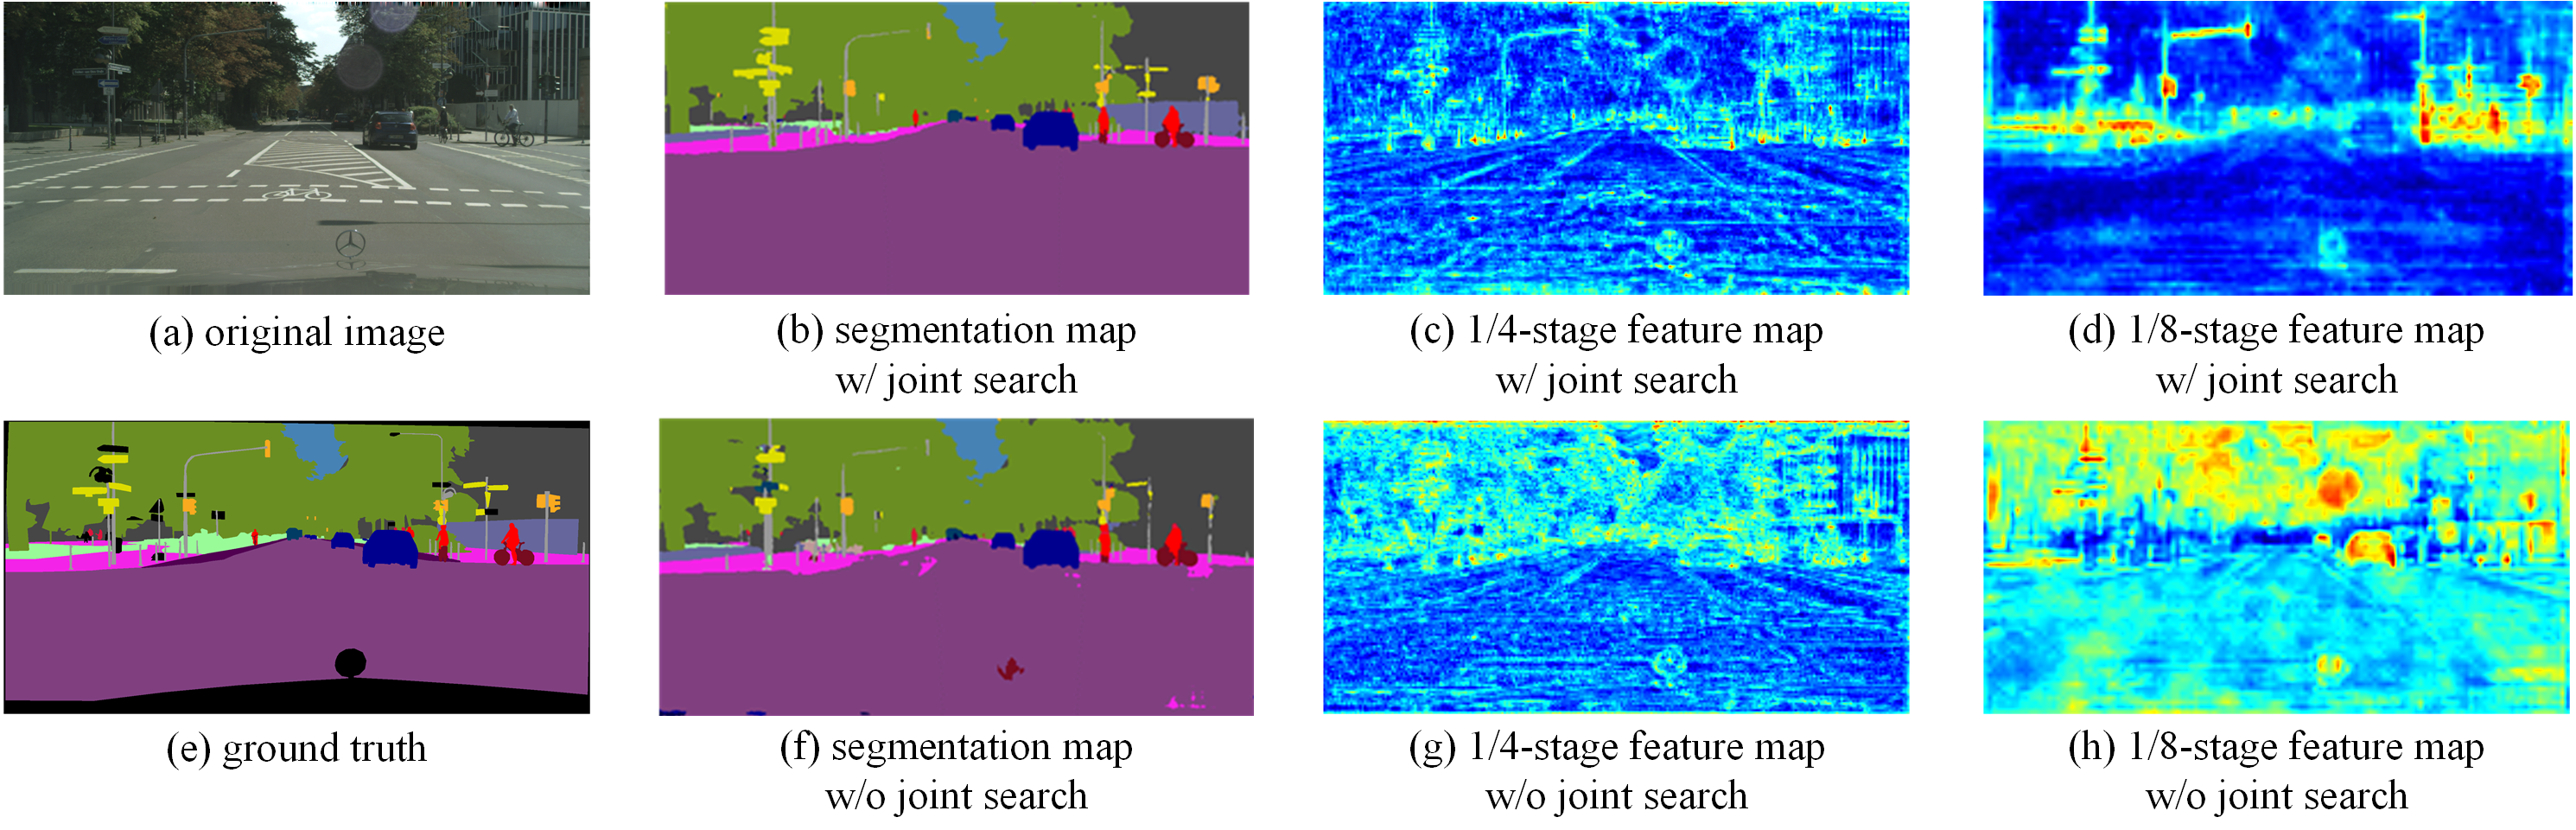 (a) original image
(b) segmentation map
w/ joint search
(c) 1/4-stage feature map
w/ joint search
(d) 1/8-stage feature map
w/ joint search
(e) ground truth
(f) segmentation map
w/o joint search
(g) 1/4-stage feature map
w/o joint search
(h) 1/8-stage feature map
w/o joint search